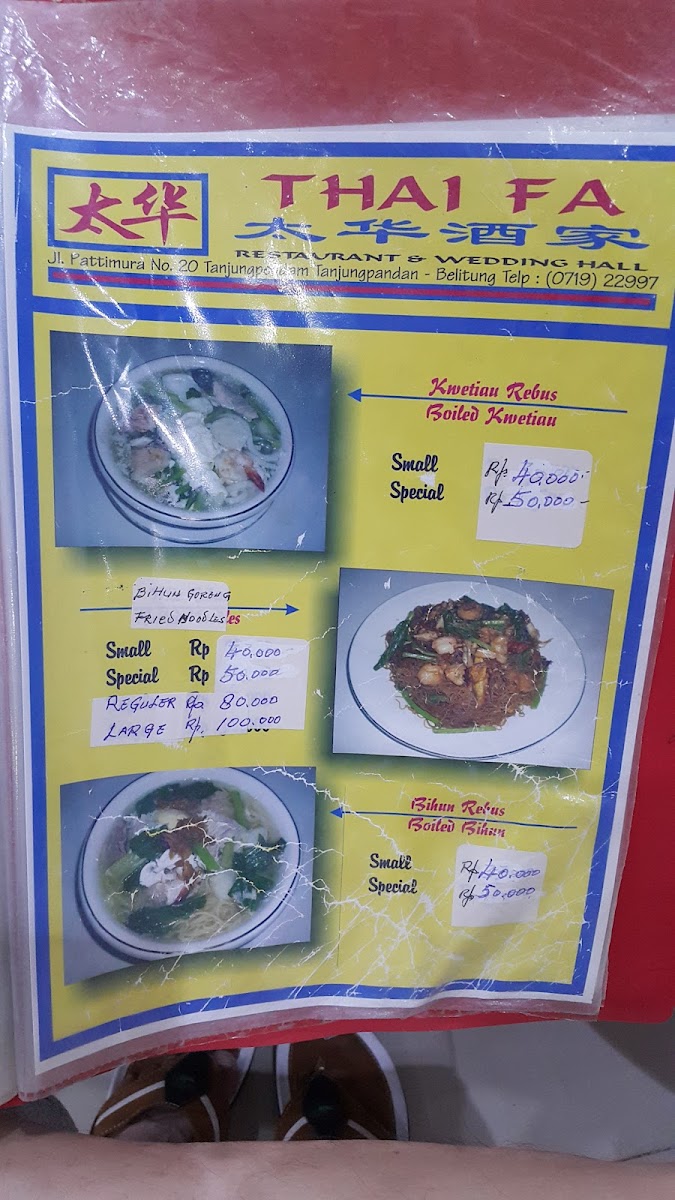 太华
THAI FA
太华酒家
RESTAURANT & WEDDING HALL
Jl. Pattimura No. 20 Tanjungpendam Tanjungpandan - Belitung Telp : (0719) 22997
Kwetiau Rebus
Boiled Kwetiau
Small Rp 40,000.-
Special Rp 50,000.-
BiHUN GORENG
FRiED NOODLES es
Small Rp 40.000
Special Rp 50.000
REGULER Rp. 80.000
LARGE Rp. 100.000
Bihun Rebus
Boiled Bihun
Small Rp 40.000
Special Rp 50.000